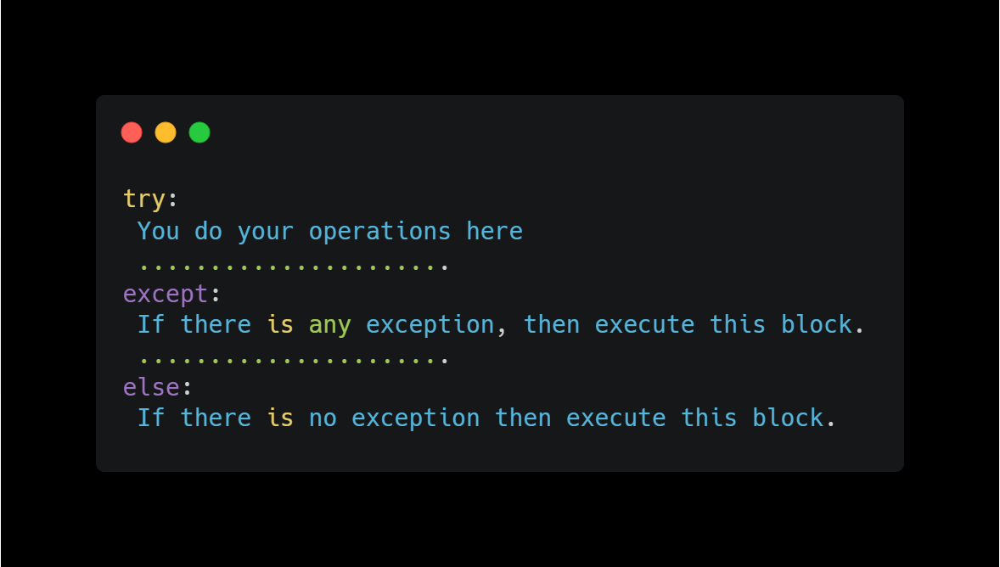 try:
 You do your operations here
 ......................
except:
 If there is any exception, then execute this block.
 ......................
else:
 If there is no exception then execute this block.